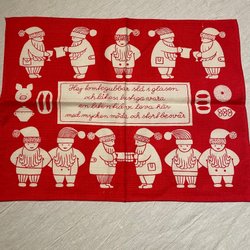 Hej tomtegubbar slå i glasen
och låt oss lustiga vara
en liten tid vi leva här
med mycken möda och stort besvär